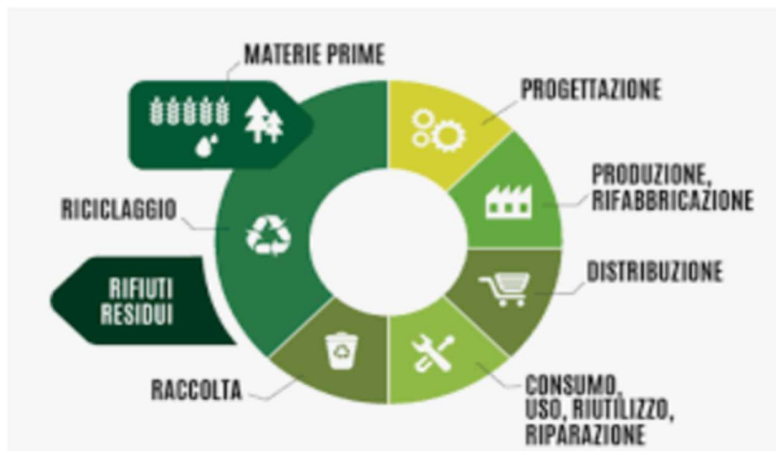 MATERIE PRIME
PROGETTAZIONE
PRODUZIONE,
RIFABBRICAZIONE
RICICLAGGIO
DISTRIBUZIONE
RIFIUTI
RESIDUI
RACCOLTA
CONSUMO,
USO, RIUTILIZZO,
RIPARAZIONE